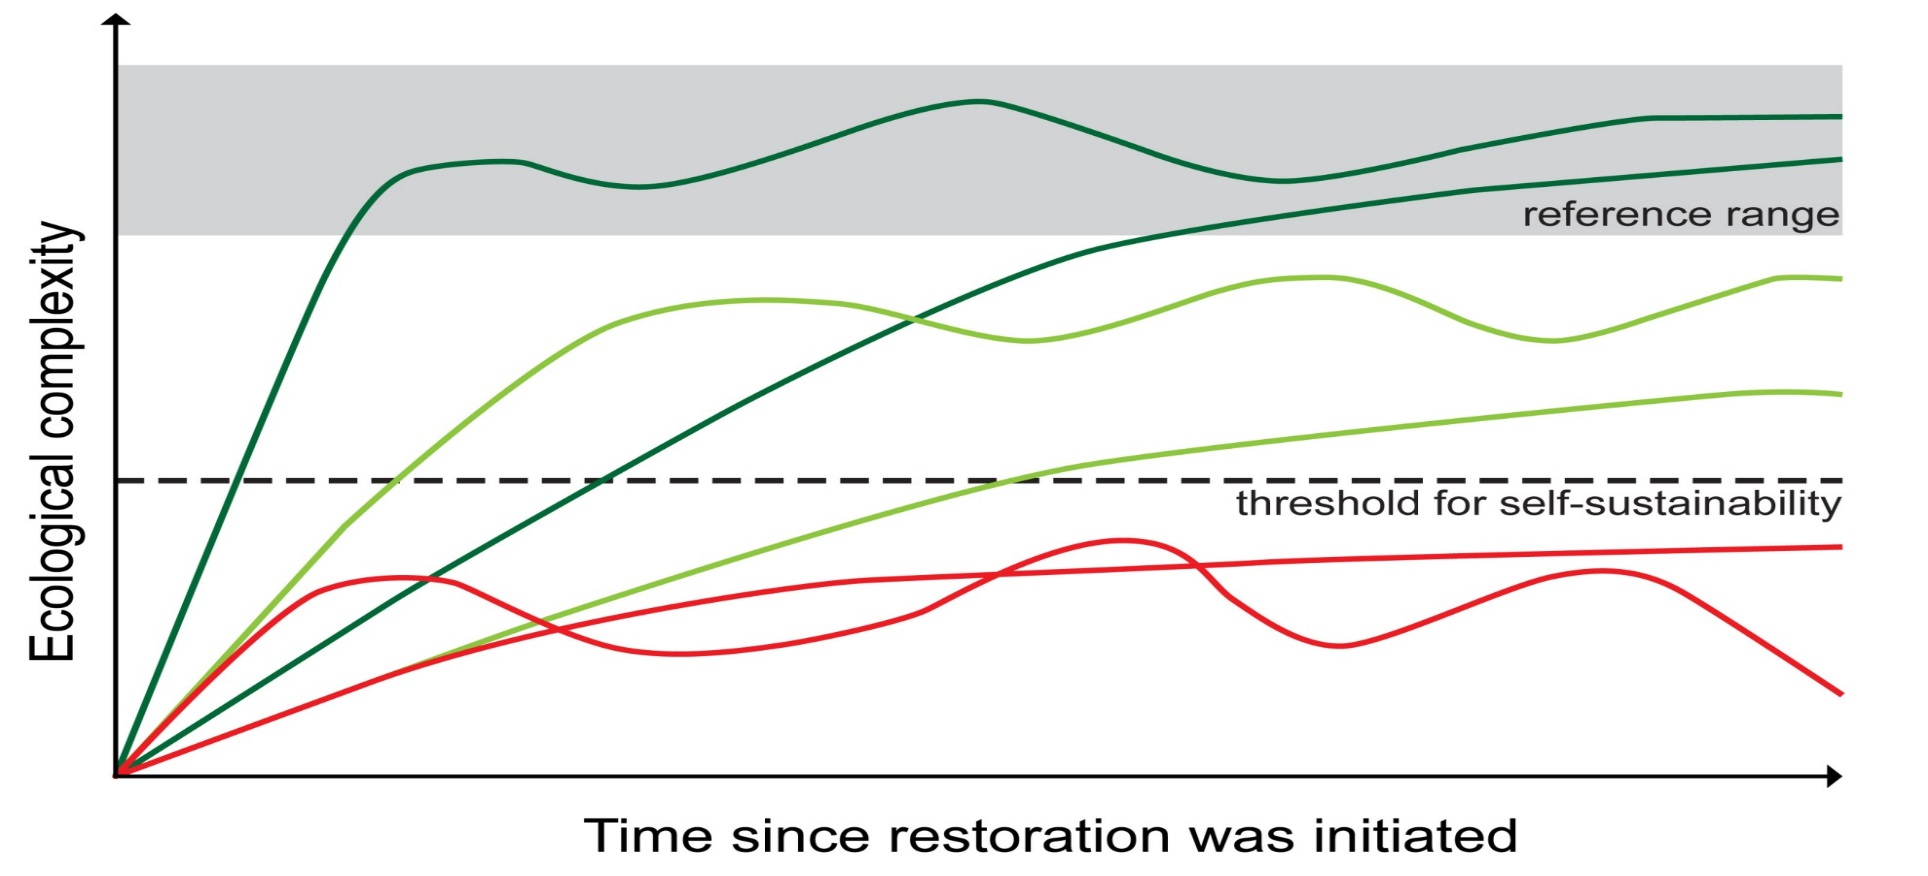 Ecological complexity
reference range
threshold for self-sustainability
Time since restoration was initiated